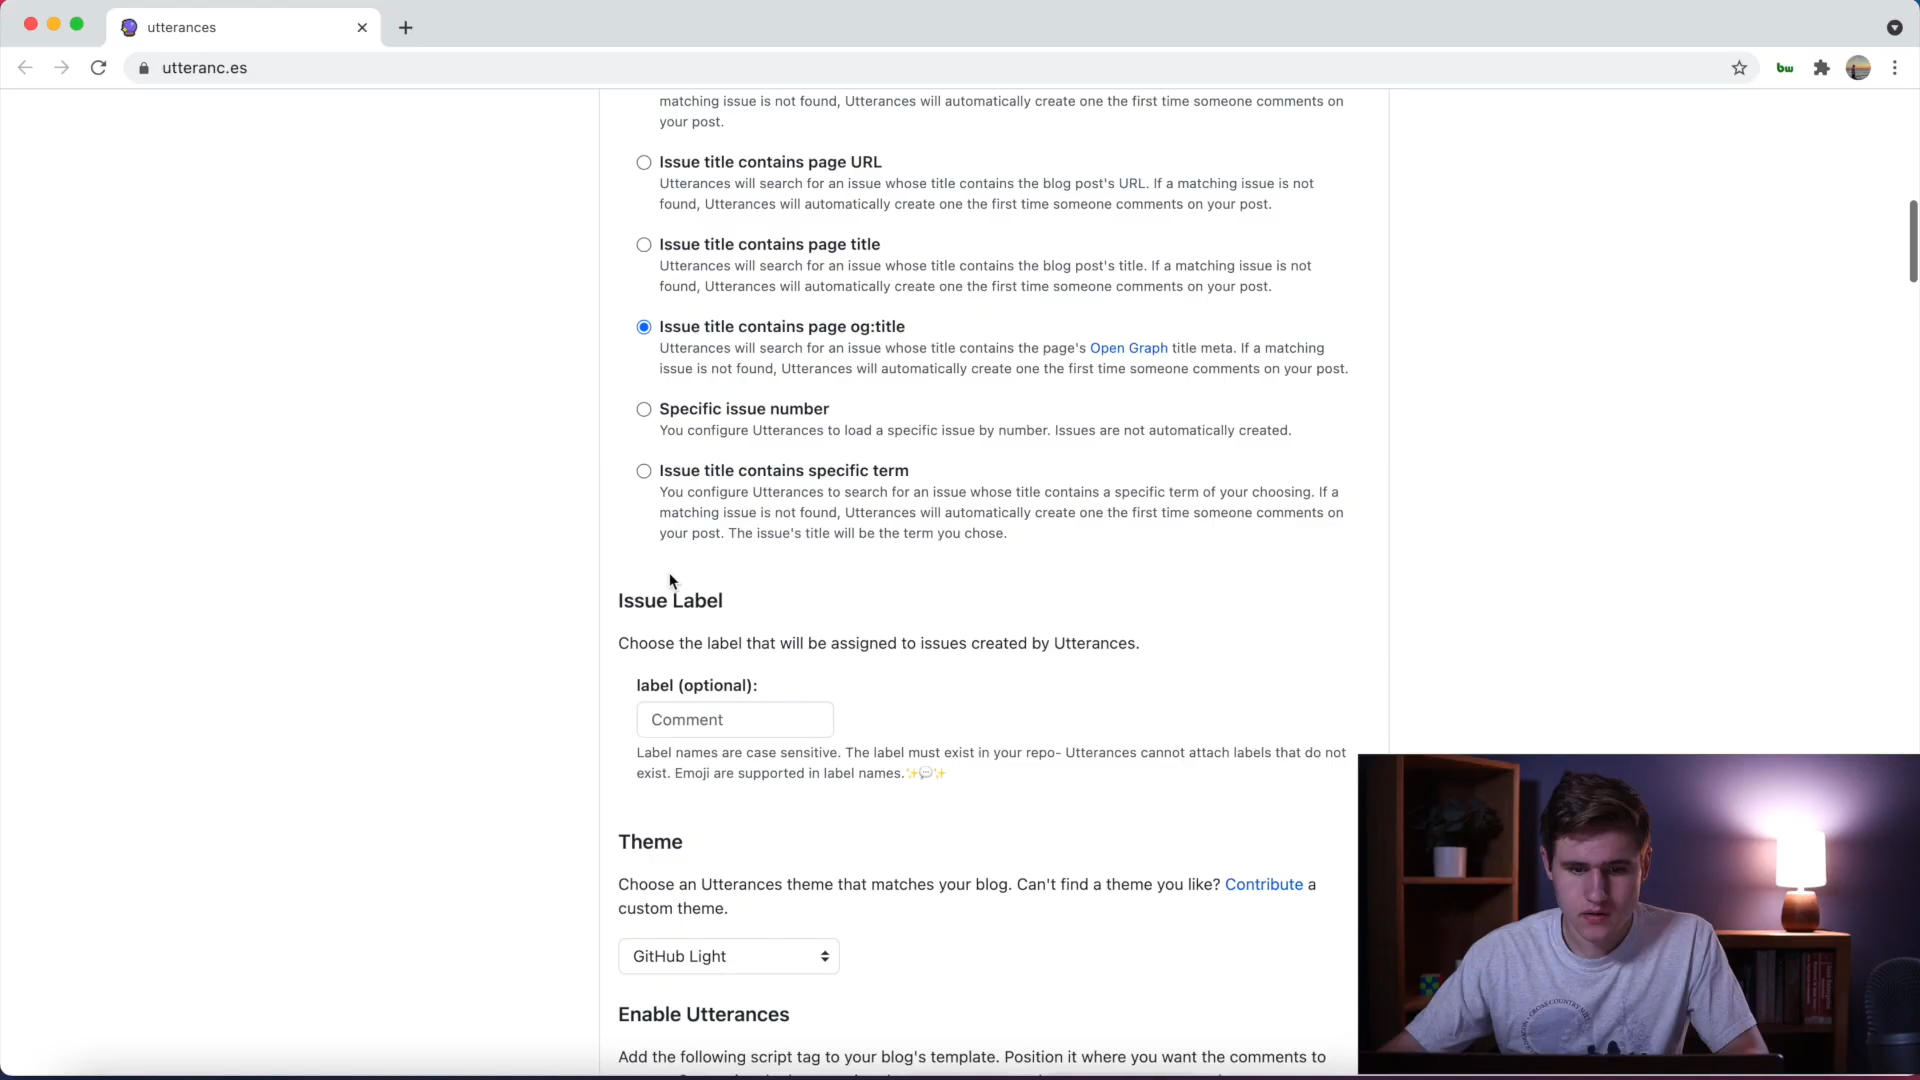 utterances
utteranc.es
bw
matching issue is not found, Utterances will automatically create one the first time someone comments on
your post.
Issue title contains page URL
Utterances will search for an issue whose title contains the blog post's URL. If a matching issue is not
found, Utterances will automatically create one the first time someone comments on your post.
Issue title contains page title
Utterances will search for an issue whose title contains the blog post's title. If a matching issue is not
found, Utterances will automatically create one the first time someone comments on your post.
Issue title contains page og:title
Utterances will search for an issue whose title contains the page's Open Graph title meta. If a matching
issue is not found, Utterances will automatically create one the first time someone comments on your post.
Specific issue number
You configure Utterances to load a specific issue by number. Issues are not automatically created.
Issue title contains specific term
You configure Utterances to search for an issue whose title contains a specific term of your choosing. If a
matching issue is not found, Utterances will automatically create one the first time someone comments on
your post. The issue's title will be the term you chose.
Issue Label
Choose the label that will be assigned to issues created by Utterances.
label (optional):
Comment
Label names are case sensitive. The label must exist in your repo- Utterances cannot attach labels that do not
exist. Emoji are supported in label names.✨💬✨
Theme
Choose an Utterances theme that matches your blog. Can't find a theme you like? Contribute a
custom theme.
GitHub Light
Enable Utterances
Add the following script tag to your blog's template. Position it where you want the comments to